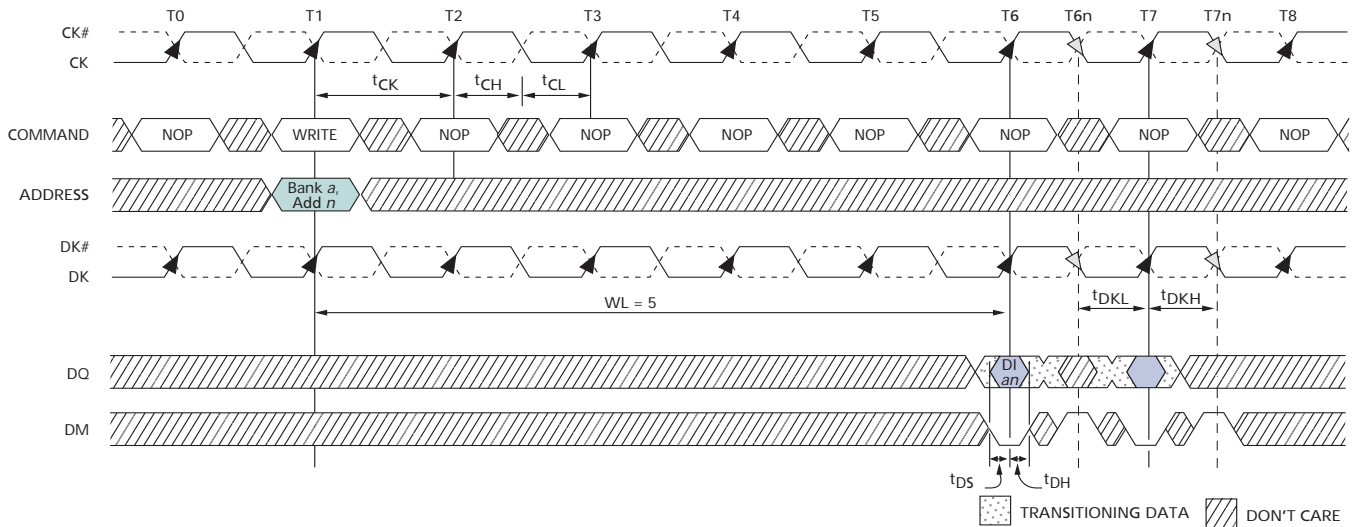 T0 T1 T2 T3 T4 T5 T6 T6n T7 T7n T8
CK#
CK
tCK tCH tCL
COMMAND NOP WRITE NOP NOP NOP NOP NOP NOP NOP
ADDRESS Bank a,
Add n
DK#
DK
WL = 5 tDKL tDKH
DQ DI
an
DM
tDS tDH
TRANSITIONING DATA DON'T CARE